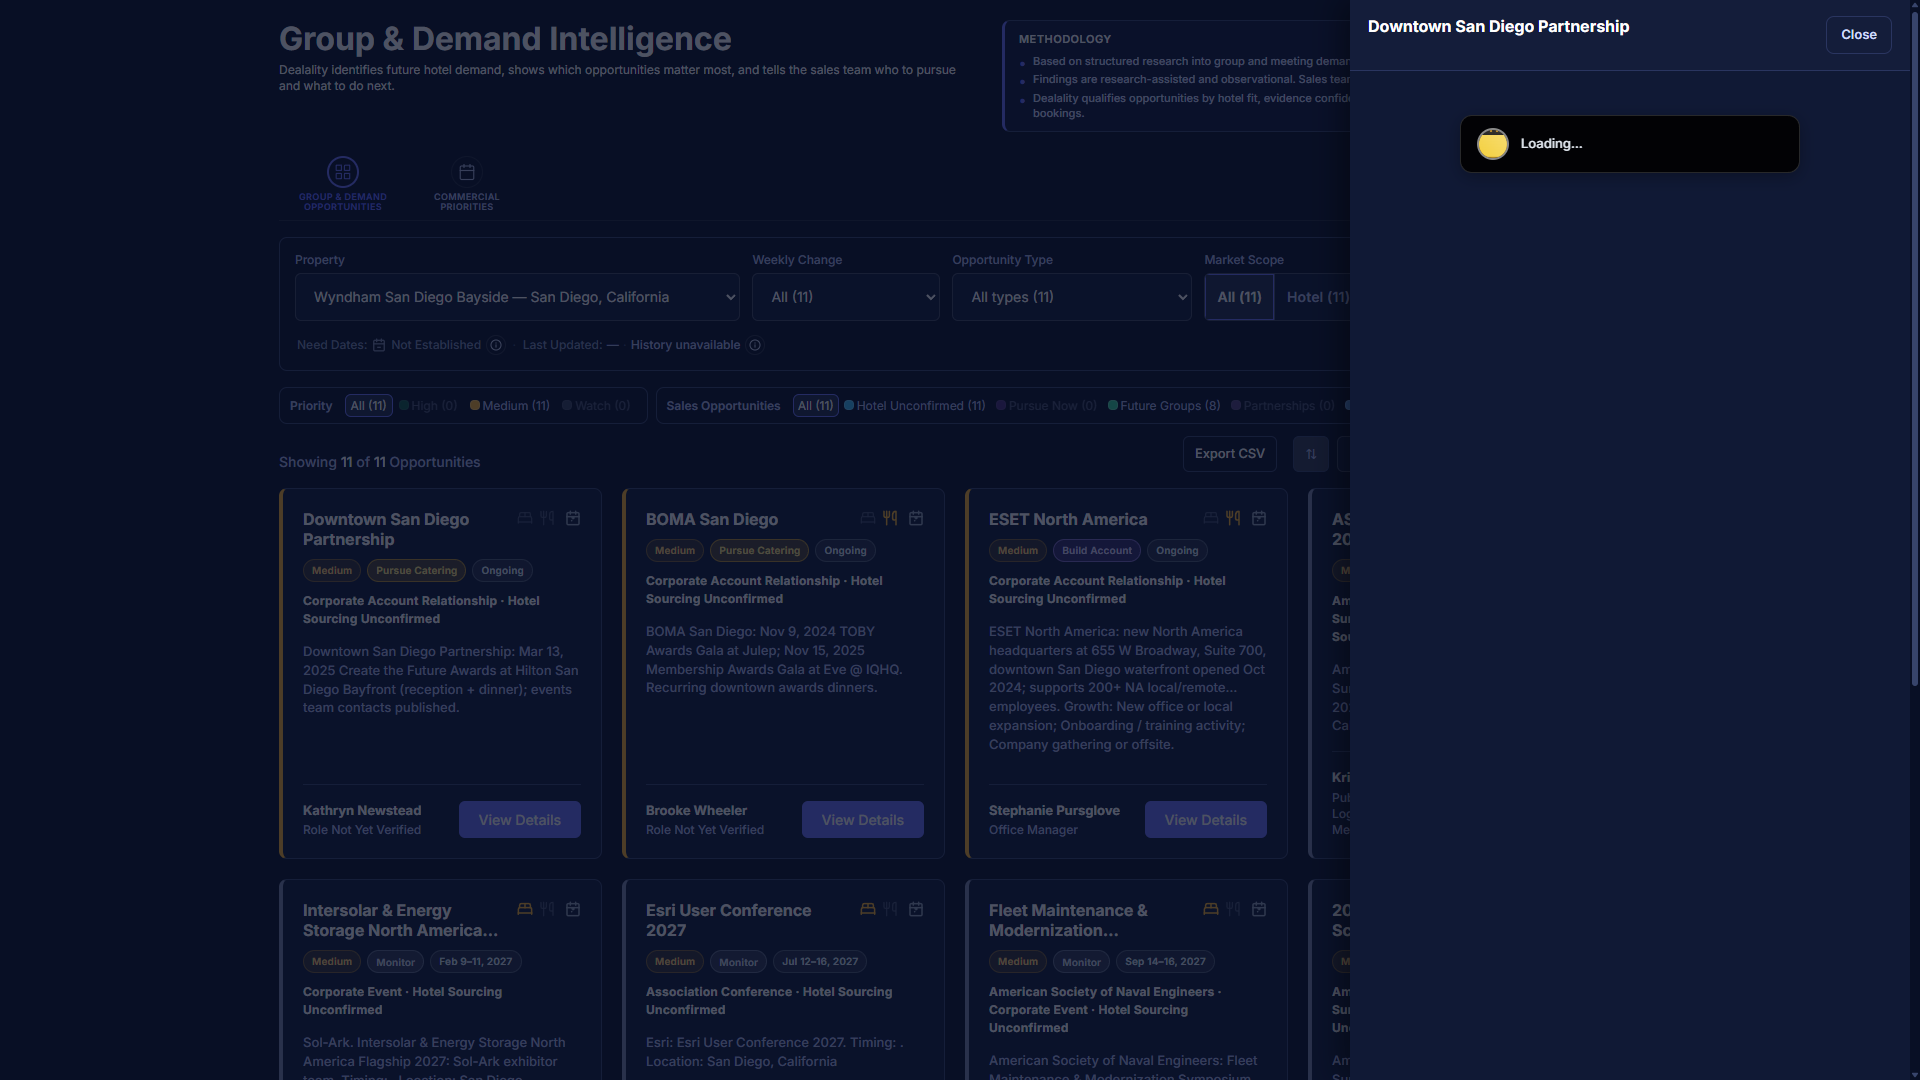 Group & Demand Intelligence
Dealality identifies future hotel demand, shows which opportunities matter most, and tells the sales team who to pursue
and what to do next.
METHODOLOGY
Based on structured research into group and meeting
Findings are research-assisted and observational. Sales
Dealality qualifies opportunities by hotel fit, evidence
bookings.
Downtown San Diego Partnership
Close
Loading...
GROUP & DEMAND
OPPORTUNITIES
COMMERCIAL
PRIORITIES
Property
Weekly Change
Opportunity Type
Market Scope
Wyndham San Diego Bayside — San Diego, California
All (11)
All types (11)
All (11)
Hotel (11)
Need Dates: Not Established · Last Updated: — · History unavailable
Priority All (11) High (0) Medium (11) Watch (0)
Sales Opportunities All (11) Hotel Unconfirmed (11) Pursue Now (0) Future Groups (8) Partnerships (0)
Showing 11 of 11 Opportunities
Export CSV
Downtown San Diego
Partnership
Medium Pursue Catering Ongoing
Corporate Account Relationship · Hotel
Sourcing Unconfirmed
Downtown San Diego Partnership: Mar 13,
2025 Create the Future Awards at Hilton San
Diego Bayfront (reception + dinner); events
team contacts published.
Kathryn Newstead
Role Not Yet Verified
View Details
BOMA San Diego
Medium Pursue Catering Ongoing
Corporate Account Relationship · Hotel
Sourcing Unconfirmed
BOMA San Diego: Nov 9, 2024 TOBY
Awards Gala at Julep; Nov 15, 2025
Membership Awards Gala at Eve @ IQHQ.
Recurring downtown awards dinners.
Brooke Wheeler
Role Not Yet Verified
View Details
ESET North America
Medium Build Account Ongoing
Corporate Account Relationship · Hotel
Sourcing Unconfirmed
ESET North America: new North America
headquarters at 655 W Broadway, Suite 700,
downtown San Diego waterfront opened Oct
2024; supports 200+ NA local/remote...
employees. Growth: New office or local
expansion; Onboarding / training activity;
Company gathering or offsite.
Stephanie Pursglove
Office Manager
View Details
Intersolar & Energy
Storage North America...
Medium Monitor Feb 9–11, 2027
Corporate Event · Hotel Sourcing
Unconfirmed
Sol-Ark. Intersolar & Energy Storage North
America Flagship 2027: Sol-Ark exhibitor
team. Timing: . Location: San Diego
Esri User Conference
2027
Medium Monitor Jul 12–16, 2027
Association Conference · Hotel Sourcing
Unconfirmed
Esri: Esri User Conference 2027. Timing: .
Location: San Diego, California
Fleet Maintenance &
Modernization...
Medium Monitor Sep 14–16, 2027
American Society of Naval Engineers ·
Corporate Event · Hotel Sourcing
Unconfirmed
American Society of Naval Engineers: Fleet
Maintenance & Modernization Symposium